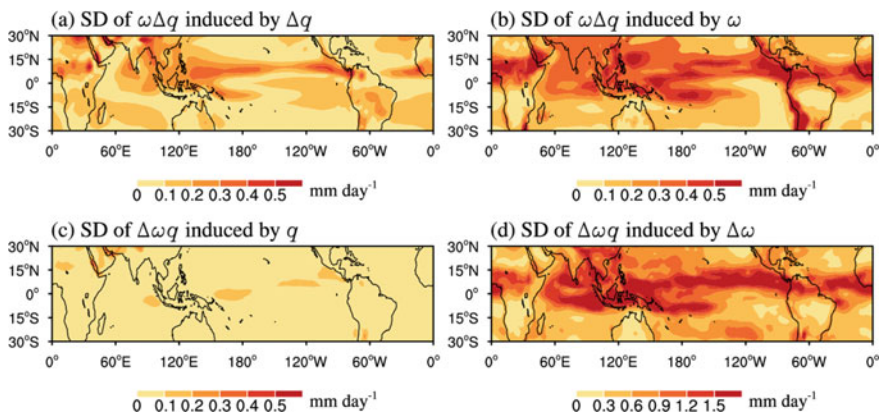 (a) SD of ωΔq induced by Δq
(b) SD of ωΔq induced by ω
30°N
15°N
0°
15°S
30°S
0° 60°E 120°E 180° 120°W 60°W 0°
30°N
15°N
0°
15°S
30°S
0° 60°E 120°E 180° 120°W 60°W 0°
0 0.1 0.2 0.3 0.4 0.5 mm day⁻¹
0 0.1 0.2 0.3 0.4 0.5 mm day⁻¹
(c) SD of Δωq induced by q
(d) SD of Δωq induced by Δω
30°N
15°N
0°
15°S
30°S
0° 60°E 120°E 180° 120°W 60°W 0°
30°N
15°N
0°
15°S
30°S
0° 60°E 120°E 180° 120°W 60°W 0°
0 0.1 0.2 0.3 0.4 0.5 mm day⁻¹
0 0.3 0.6 0.9 1.2 1.5 mm day⁻¹